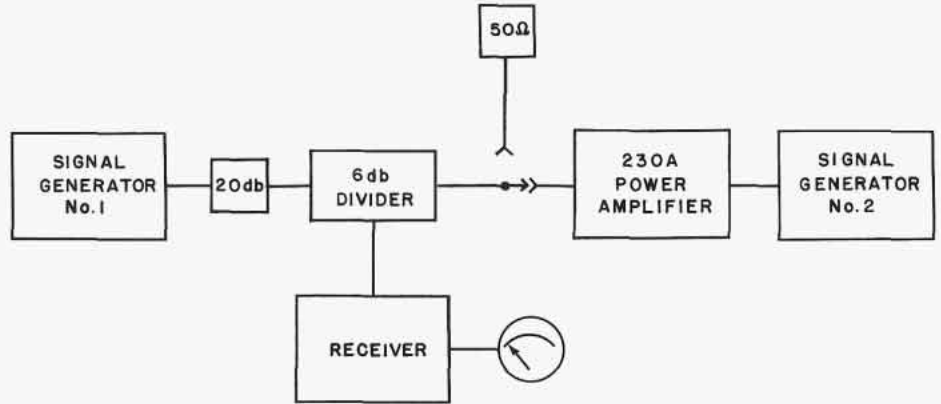 50Ω
SIGNAL
GENERATOR
No.1
20db
6db
DIVIDER
230A
POWER
AMPLIFIER
SIGNAL
GENERATOR
No.2
RECEIVER